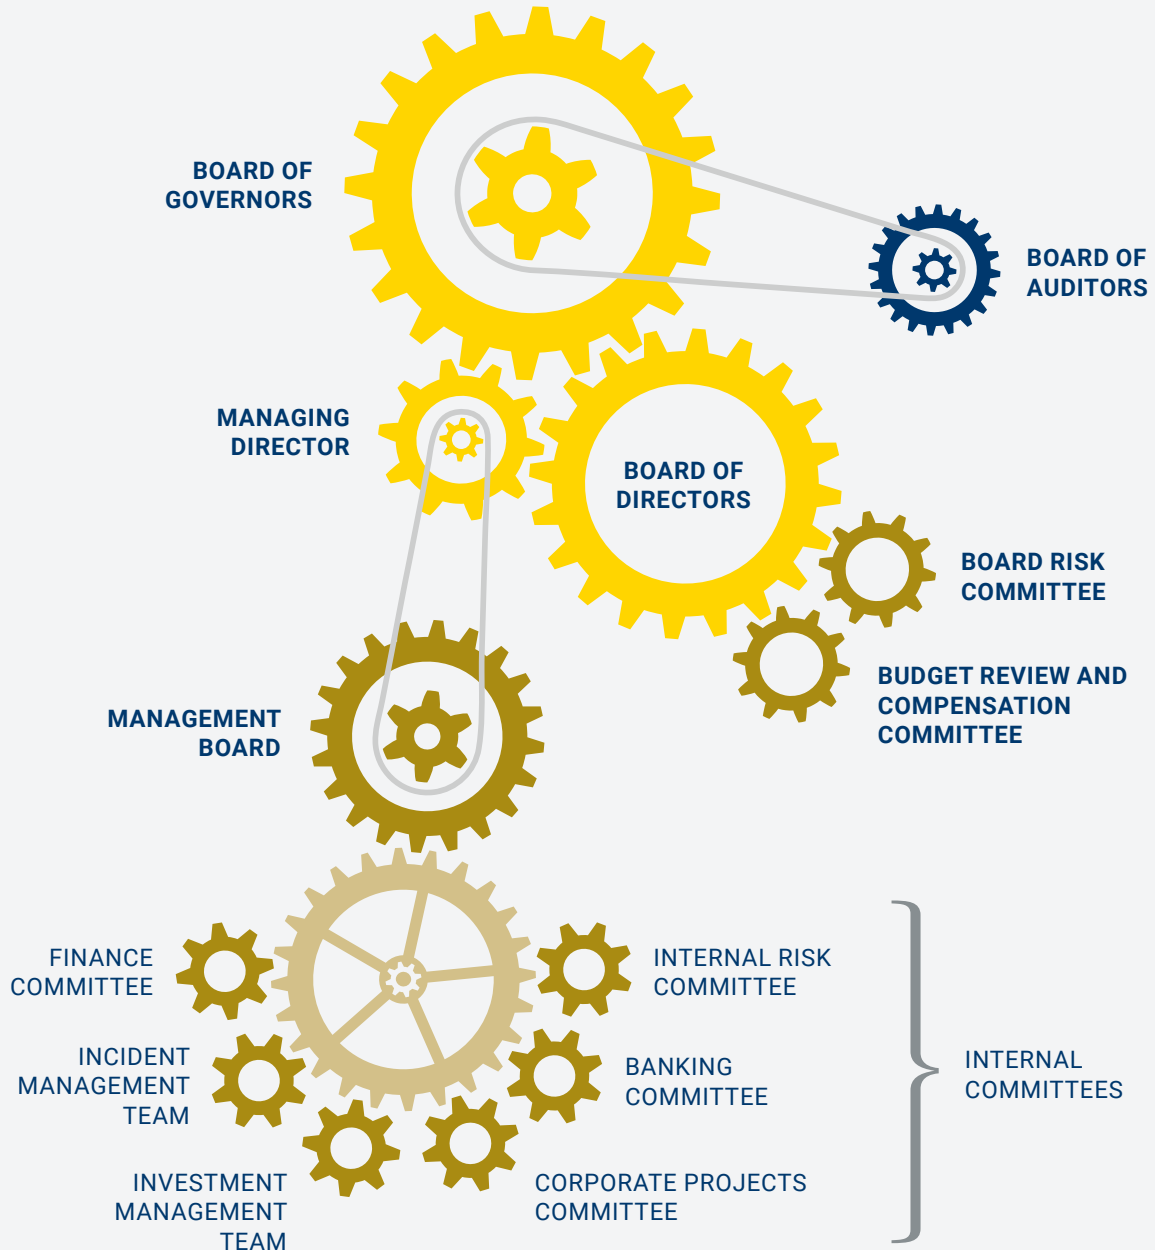 BOARD OF
GOVERNORS
BOARD OF
AUDITORS
MANAGING
DIRECTOR
BOARD OF
DIRECTORS
BOARD RISK
COMMITTEE
BUDGET REVIEW AND
COMPENSATION
COMMITTEE
MANAGEMENT
BOARD
FINANCE
COMMITTEE
INTERNAL RISK
COMMITTEE
INCIDENT
MANAGEMENT
TEAM
BANKING
COMMITTEE
INTERNAL
COMMITTEES
INVESTMENT
MANAGEMENT
TEAM
CORPORATE PROJECTS
COMMITTEE